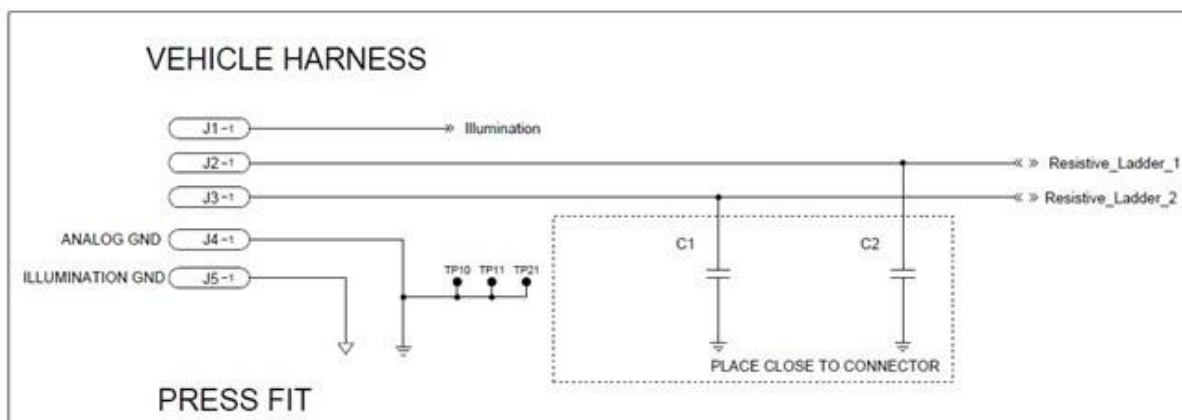 VEHICLE HARNESS
J1-1
Illumination
J2-1
Resistive_Ladder_1
J3-1
Resistive_Ladder_2
ANALOG GND
J4-1
C1
C2
ILLUMINATION GND
J5-1
TP10
TP11
TP21
PLACE CLOSE TO CONNECTOR
PRESS FIT